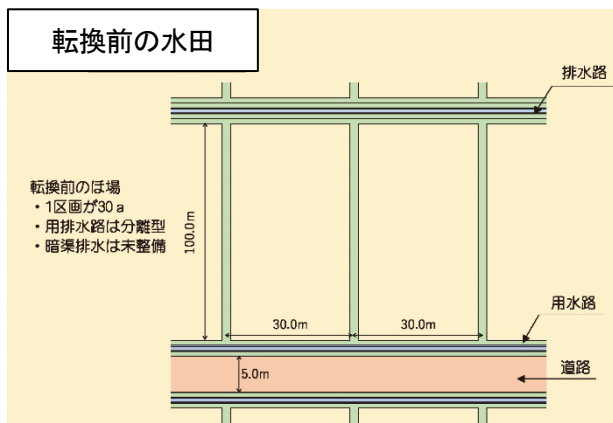 転換前の水田
排水路
転換前のほ場
・1区画が30a
・用排水路は分離型
・暗渠排水は未整備
100.0m
30.0m
30.0m
用水路
5.0m
道路